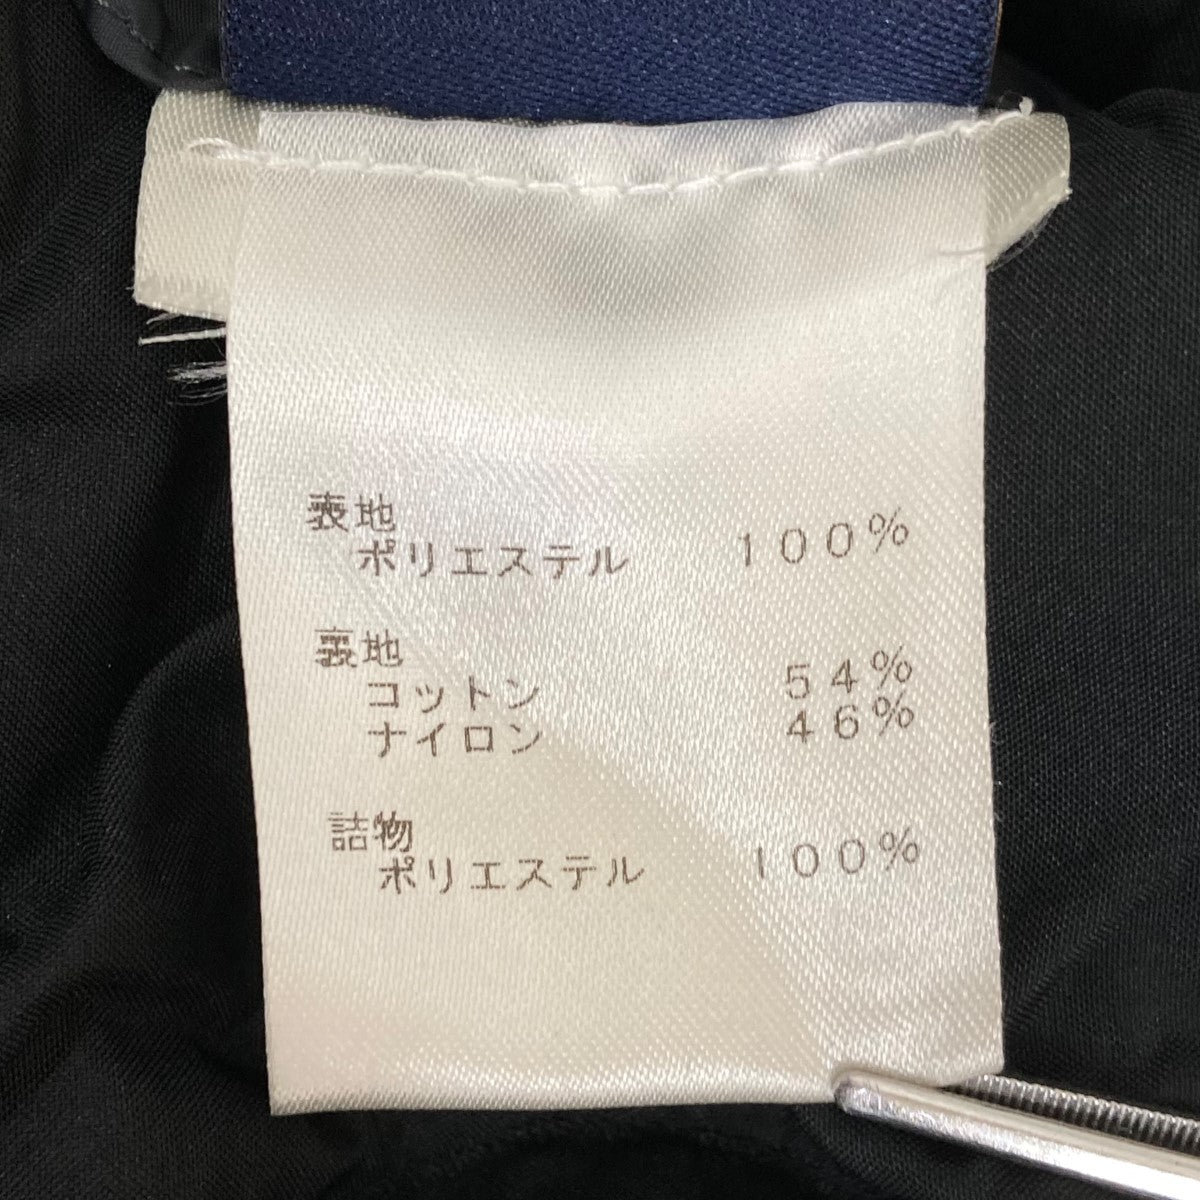 表地
ポリエステル 100%
裏地
コットン 54%
ナイロン 46%
詰物
ポリエステル 100%